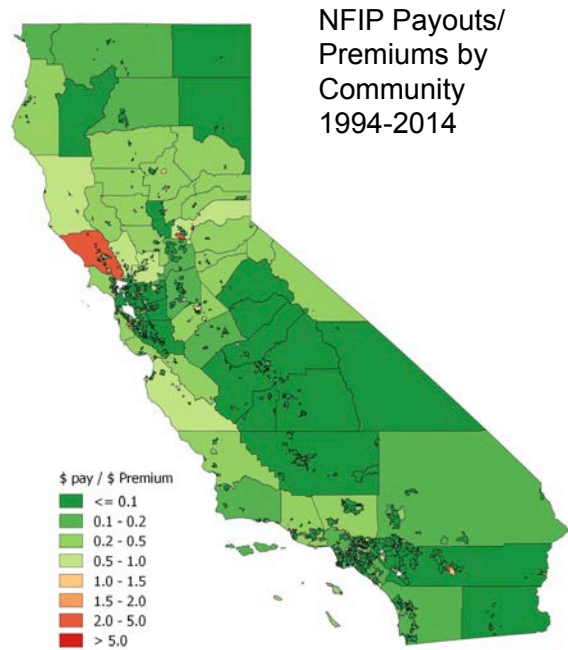 NFIP Payouts/
Premiums by
Community
1994-2014
$ pay / $ Premium
<= 0.1
0.1 - 0.2
0.2 - 0.5
0.5 - 1.0
1.0 - 1.5
1.5 - 2.0
2.0 - 5.0
> 5.0